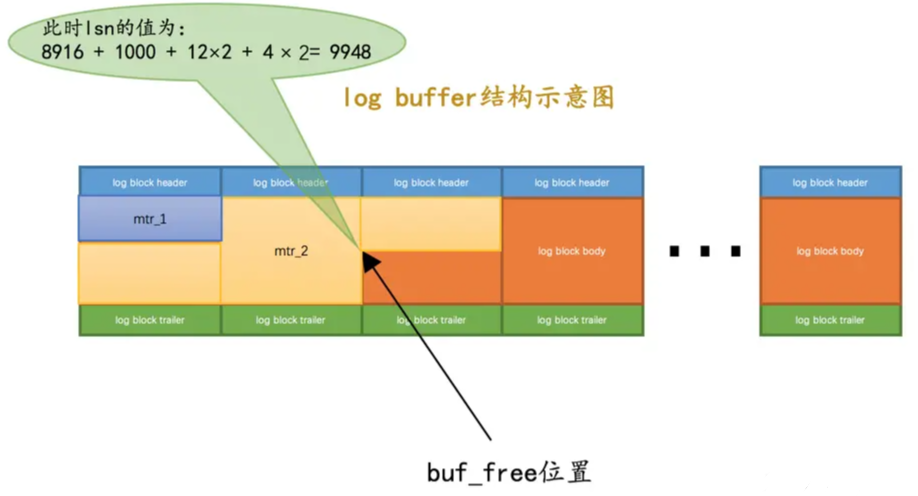 此时lsn的值为：
8916 + 1000 + 12×2 + 4 × 2= 9948
log buffer结构示意图
log block header
log block header
log block header
log block header
log block header
mtr_1
mtr_2
log block body
log block body
log block trailer
log block trailer
log block trailer
log block trailer
log block trailer
buf_free位置